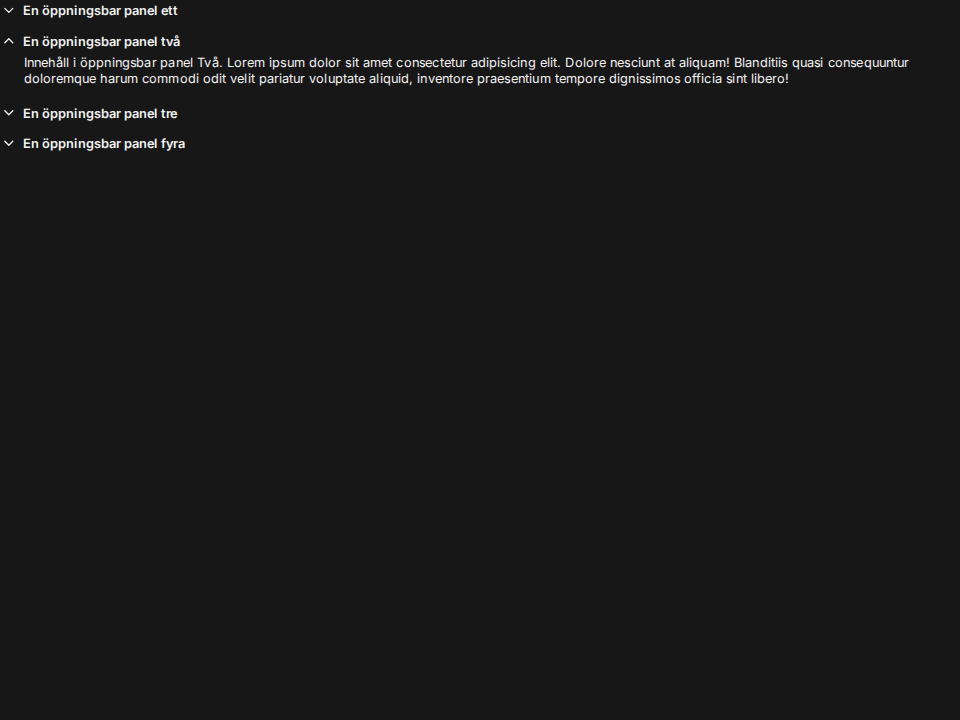 En öppningsbar panel ett
En öppningsbar panel två
Innehåll i öppningsbar panel Två. Lorem ipsum dolor sit amet consectetur adipisicing elit. Dolore nesciunt at aliquam! Blanditiis quasi consequuntur
doloremque harum commodi odit velit pariatur voluptate aliquid, inventore praesentium tempore dignissimos officia sint libero!
En öppningsbar panel tre
En öppningsbar panel fyra